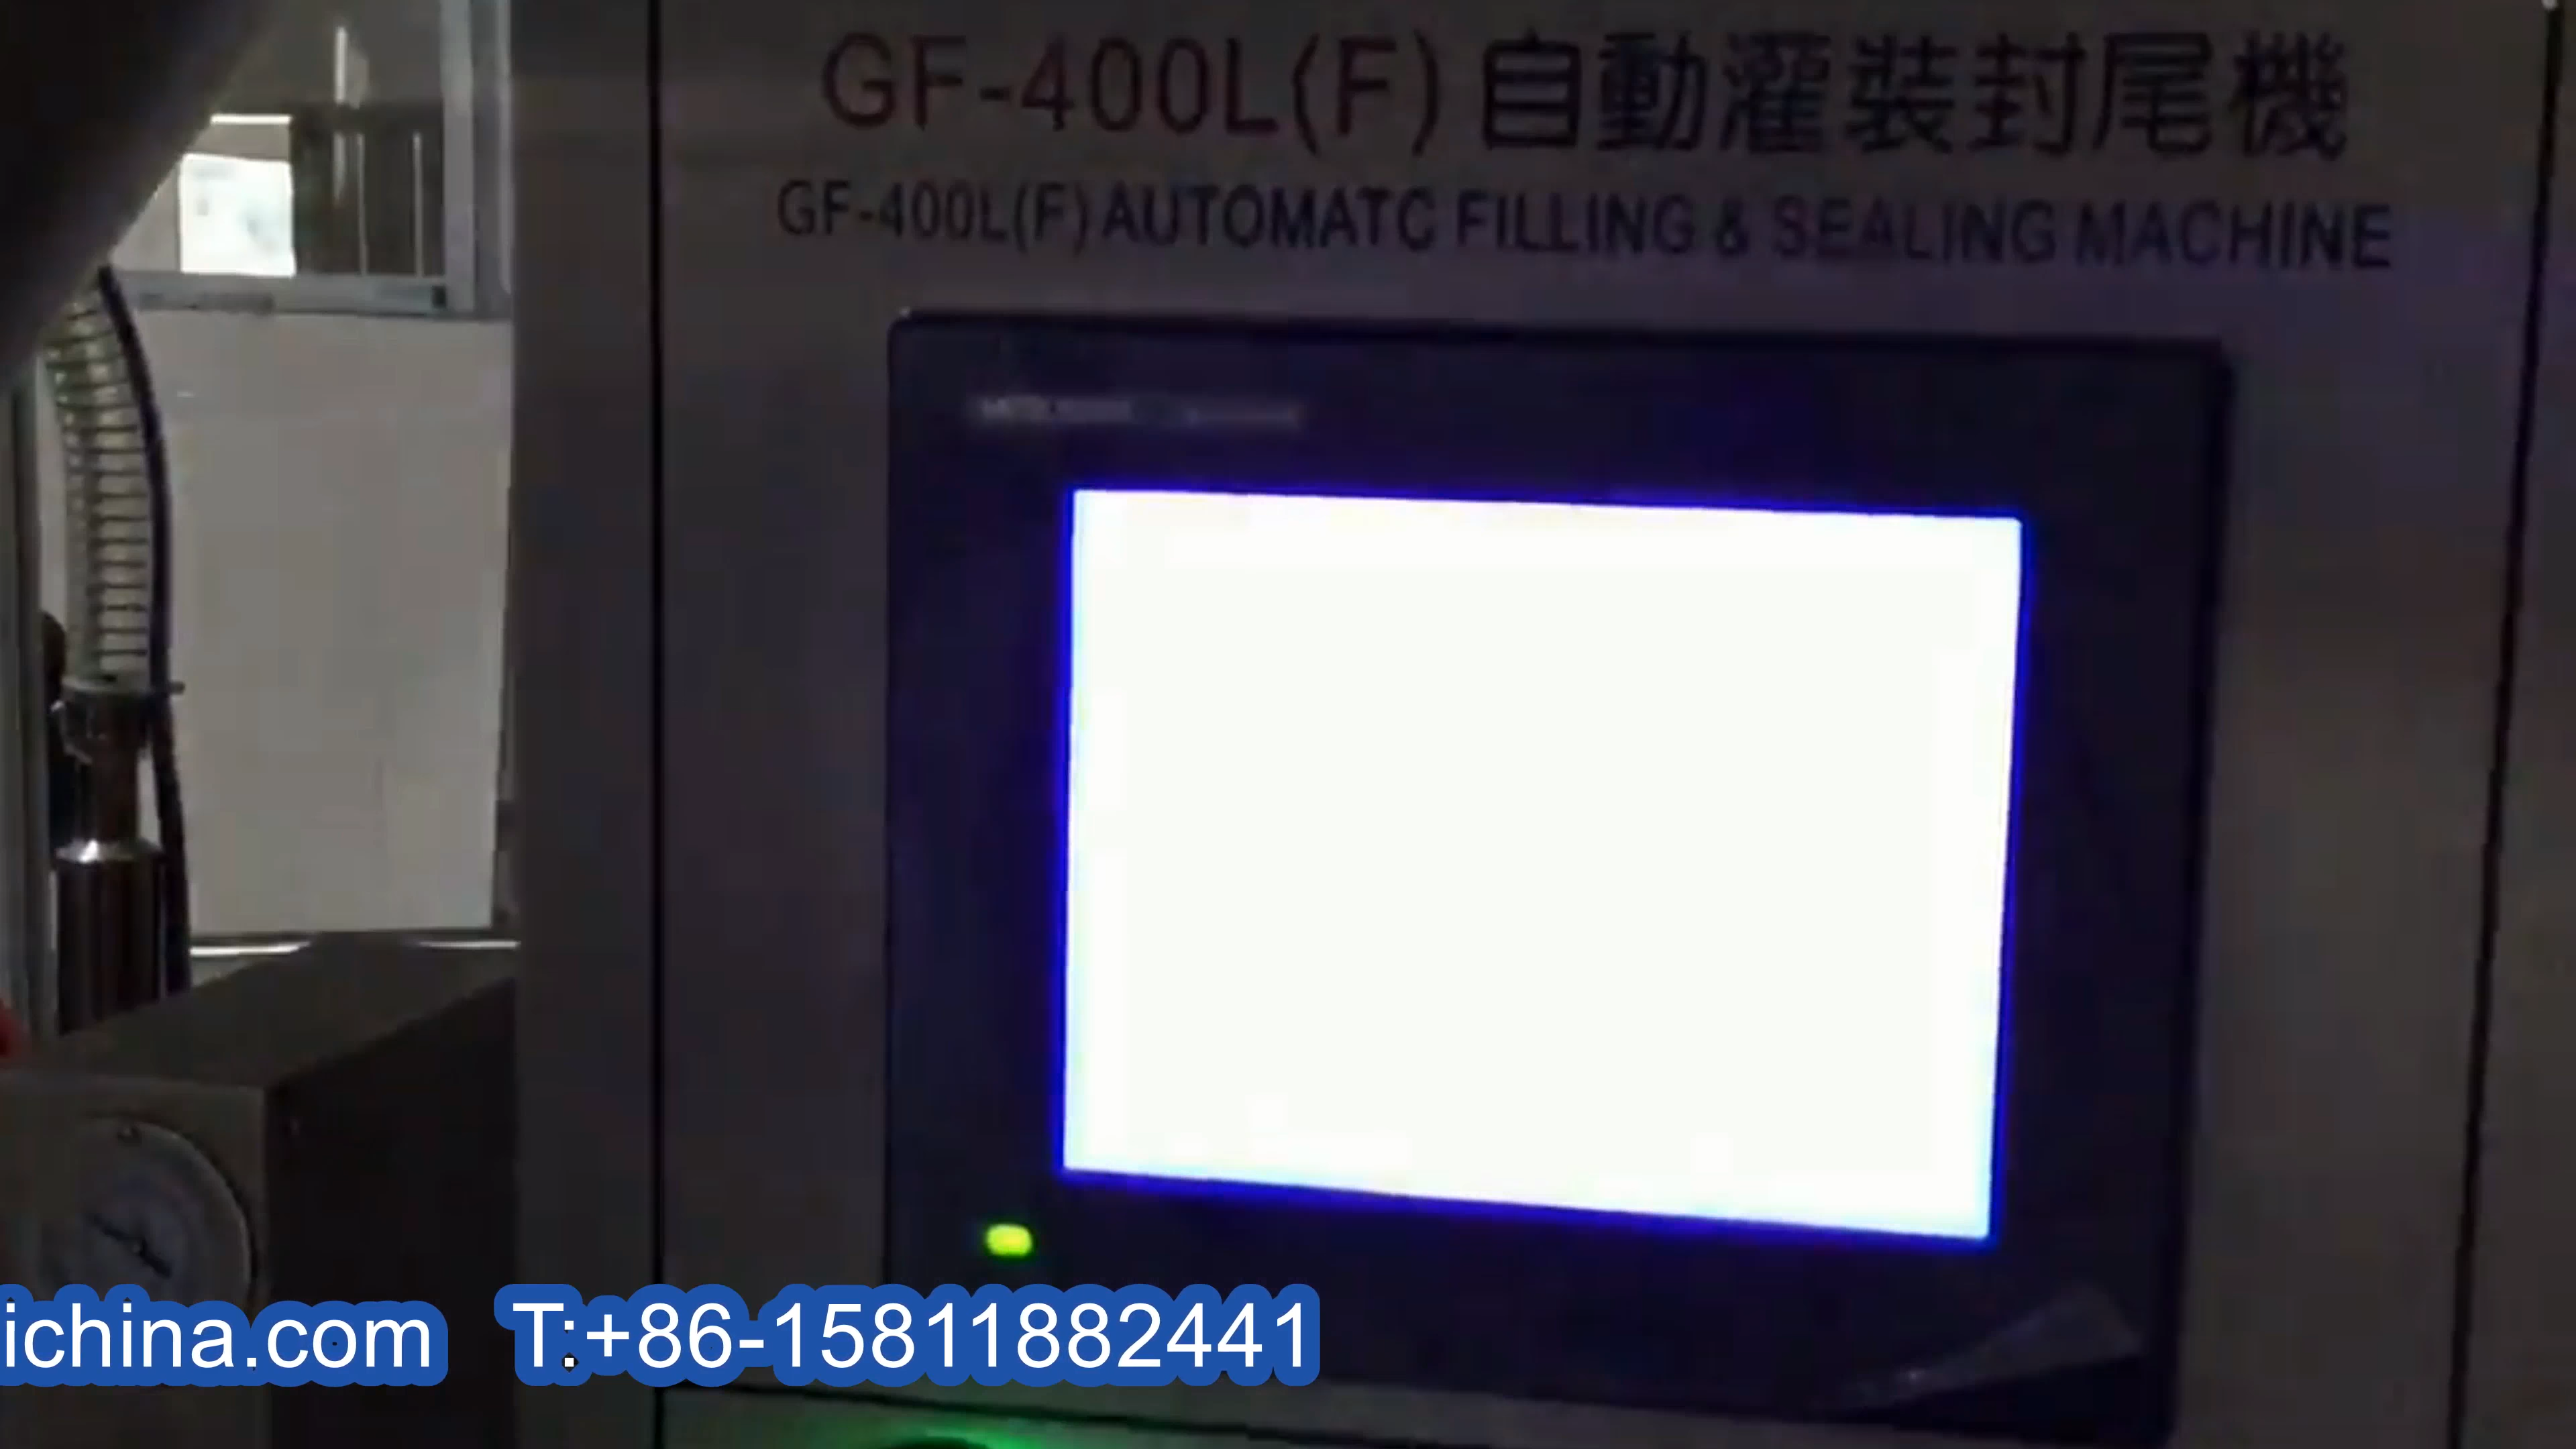 GF-400L(F) 自動灌裝封尾機
GF-400L(F) AUTOMATC FILLING & SEALING MACHINE
ichina.com T:+86-15811882441